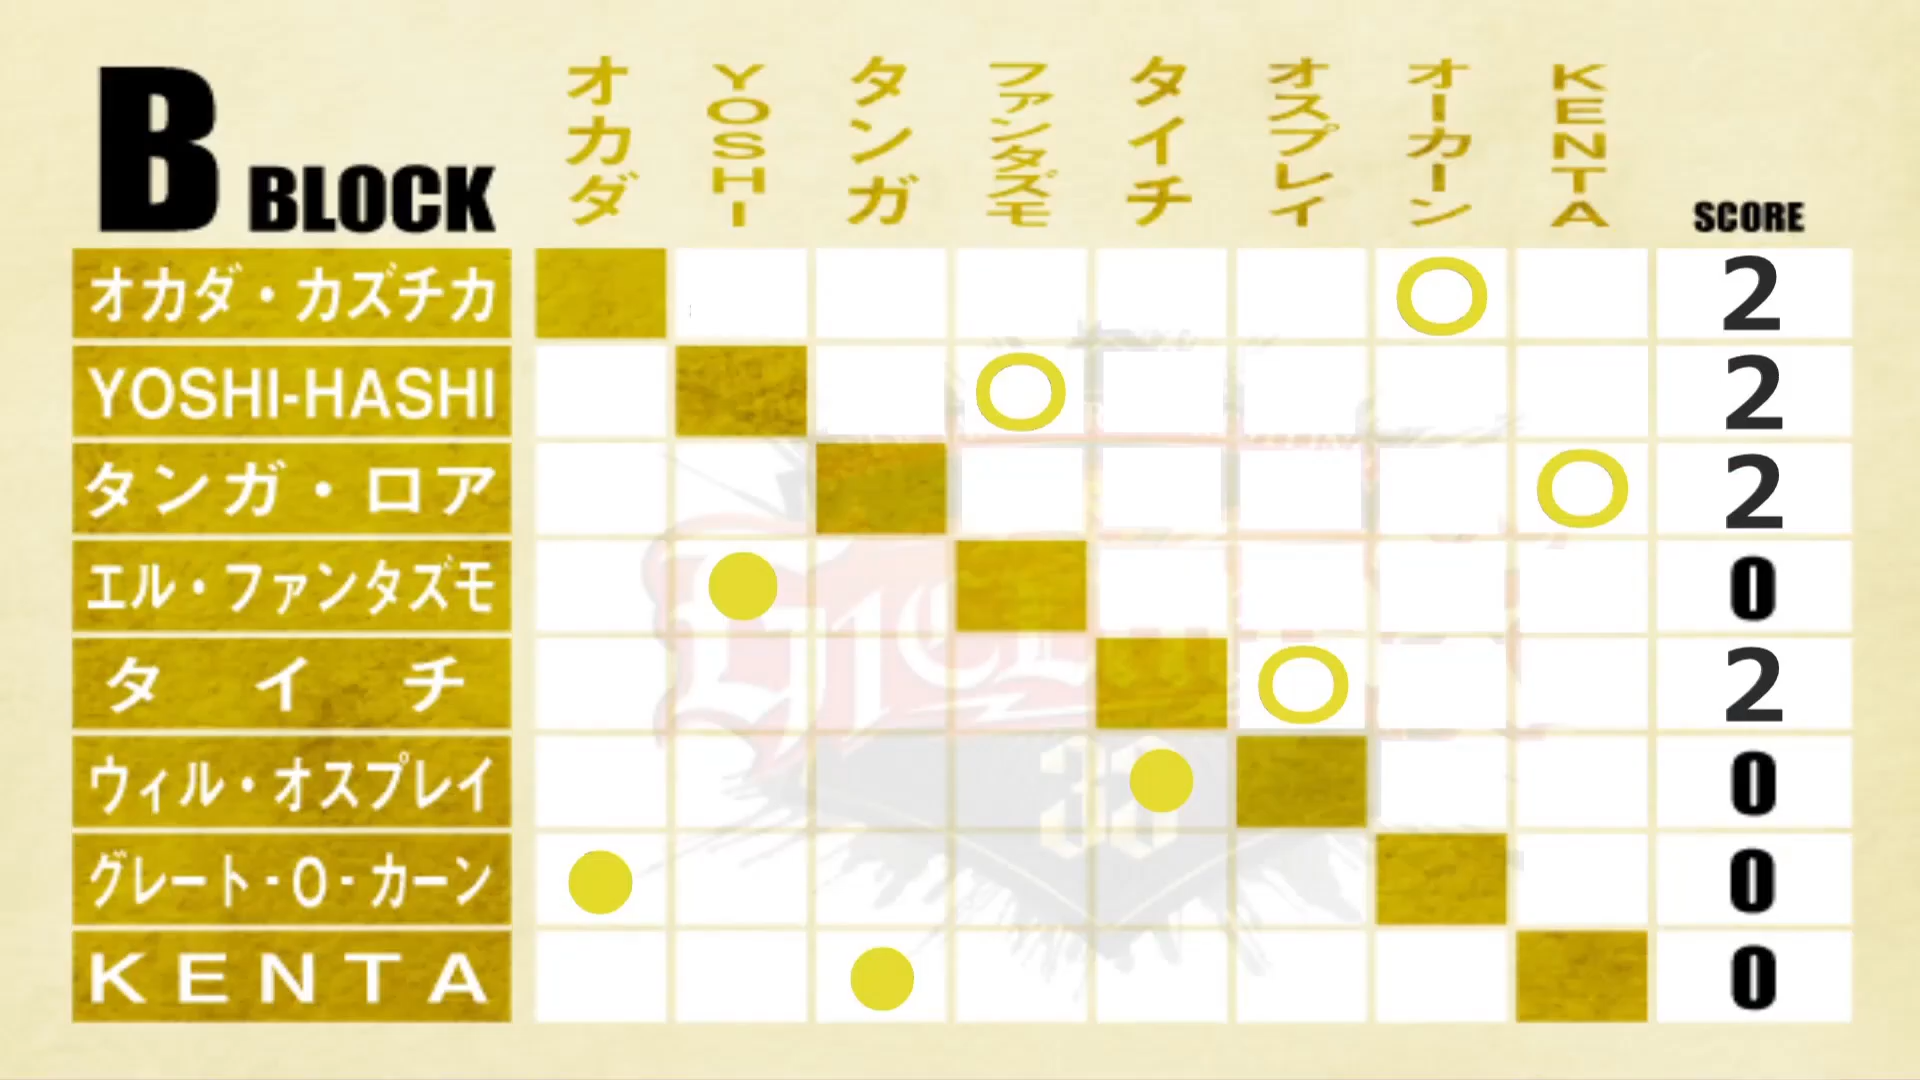 B BLOCK
オカダ
YOSHI
タンガ
ファンタズモ
タイチ
オスプレイ
オーカーン
KENTA
SCORE
オカダ・カズチカ 2
YOSHI-HASHI 2
タンガ・ロア 2
エル・ファンタズモ 0
タイチ 2
ウィル・オスプレイ 0
グレート-O-カーン 0
KENTA 0
G1 CLIMAX
33